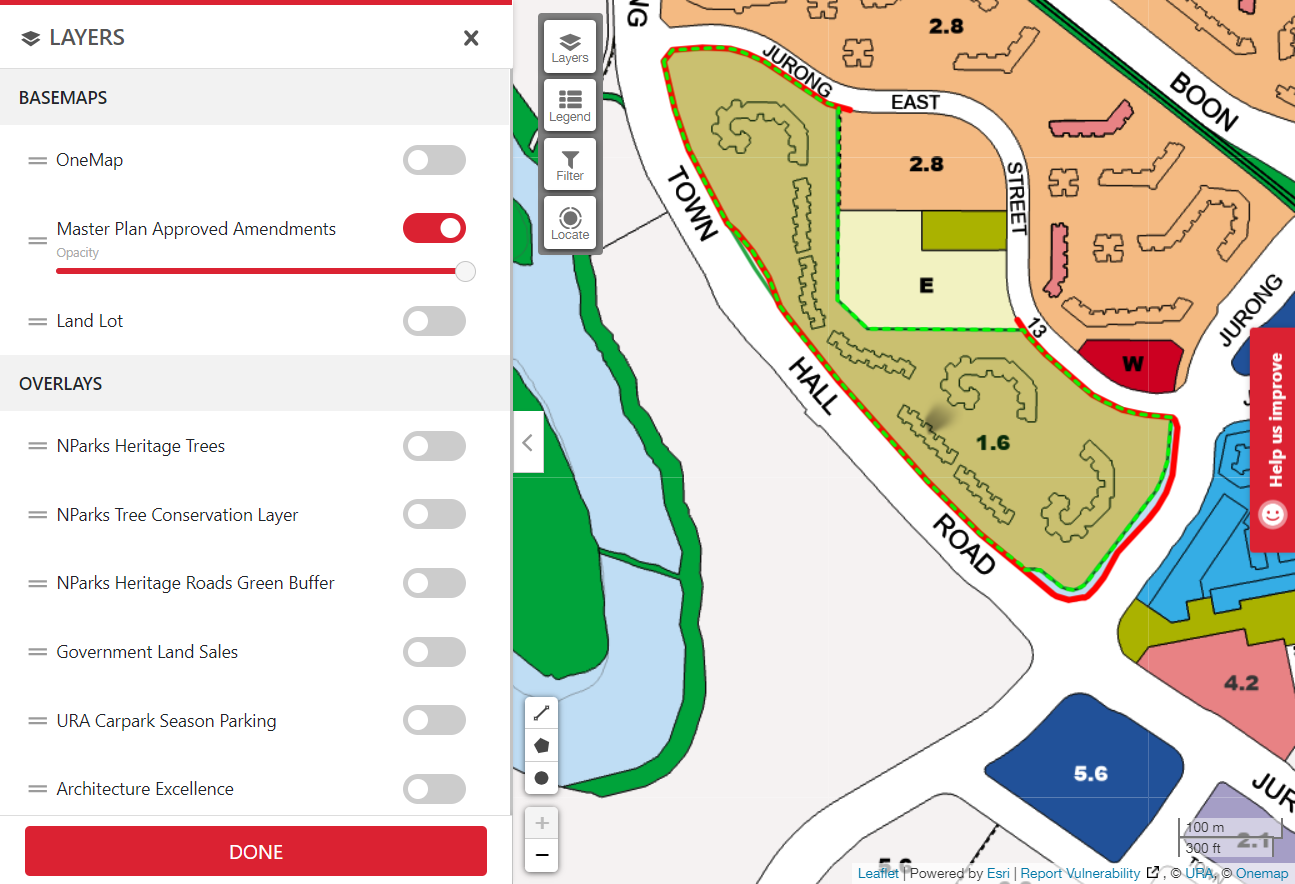 LAYERS
BASEMAPS
OneMap
Master Plan Approved Amendments
Opacity
Land Lot
OVERLAYS
NParks Heritage Trees
NParks Tree Conservation Layer
NParks Heritage Roads Green Buffer
Government Land Sales
URA Carpark Season Parking
Architecture Excellence
DONE
Layers
Legend
Filter
Locate
2.8
JURONG
EAST
STREET
13
BOON
2.8
E
TOWN
HALL
ROAD
W
JURONG
1.6
4.2
5.6
JUR
2.1
5.6
Help us improve
100 m
300 ft
Leaflet | Powered by Esri | Report Vulnerability , © URA, © Onemap